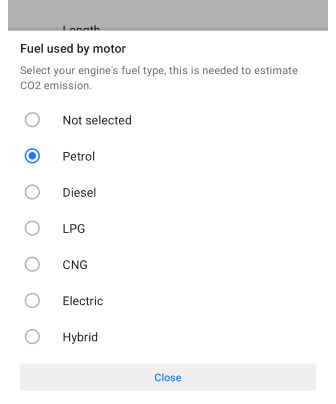 Length
Fuel used by motor
Select your engine's fuel type, this is needed to estimate
CO2 emission.
Not selected
Petrol
Diesel
LPG
CNG
Electric
Hybrid
Close